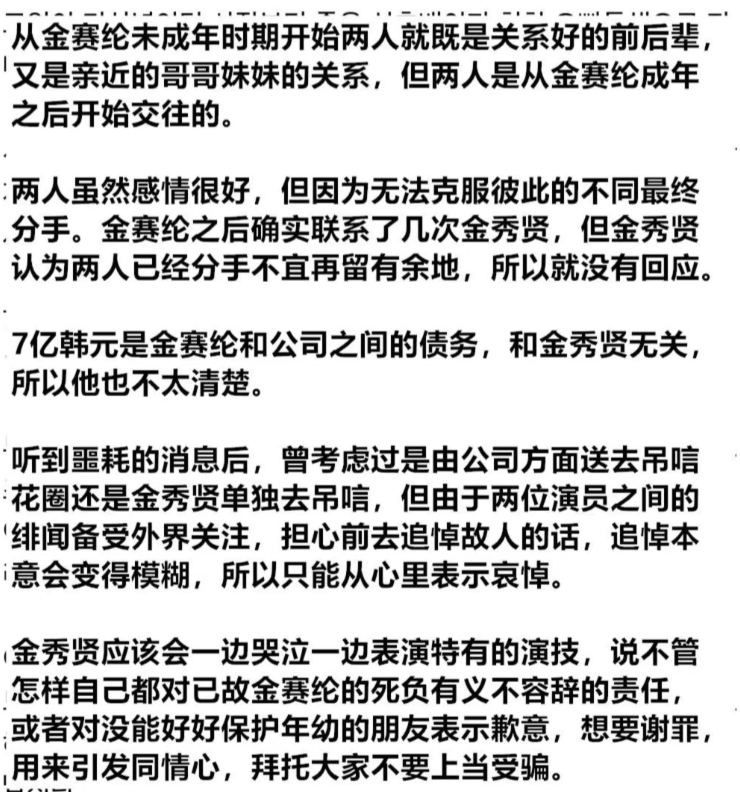 从金赛纶未成年时期开始两人就既是关系好的前后辈，
又是亲近的哥哥妹妹的关系，但两人是从金赛纶成年
之后开始交往的。
两人虽然感情很好，但因为无法克服彼此的不同最终
分手。金赛纶之后确实联系了几次金秀贤，但金秀贤
认为两人已经分手不宜再留有余地，所以就没有回应。
7亿韩元是金赛纶和公司之间的债务，和金秀贤无关，
所以他也不太清楚。
听到噩耗的消息后，曾考虑过是由公司方面送去吊唁
花圈还是金秀贤单独去吊唁，但由于两位演员之间的
绯闻备受外界关注，担心前去追悼故人的话，追悼本
意会变得模糊，所以只能从心里表示哀悼。
金秀贤应该会一边哭泣一边表演特有的演技，说不管
怎样自己都对已故金赛纶的死负有义不容辞的责任，
或者对没能好好保护年幼的朋友表示歉意，想要谢罪，
用来引发同情心，拜托大家不要上当受骗。